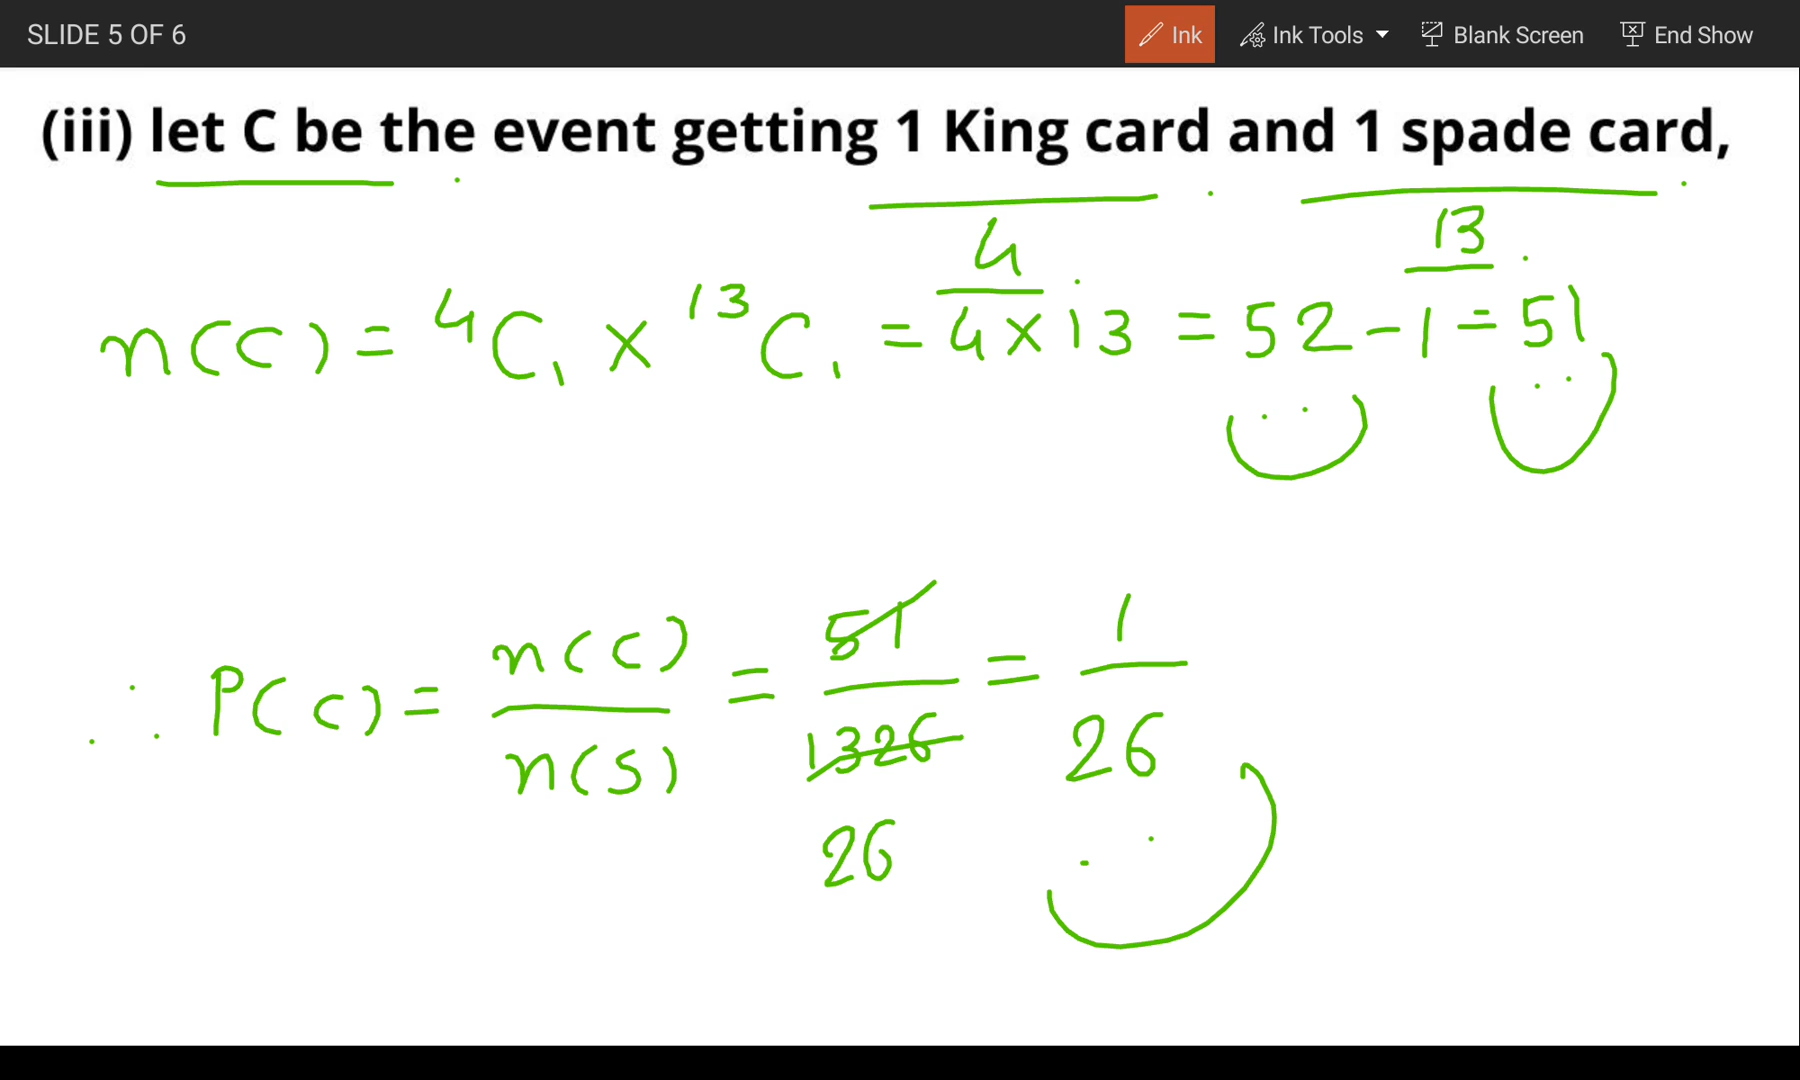 SLIDE 5 OF 6 Ink Ink Tools Blank Screen End Show
(iii) let C be the event getting 1 King card and 1 spade card,
4 13
n(C) = ⁴C₁ × ¹³C₁ = 4 × 13 = 52 - 1 = 51
∴ P(C) = n(C)/n(S) = 51/1326 = 1/26
26